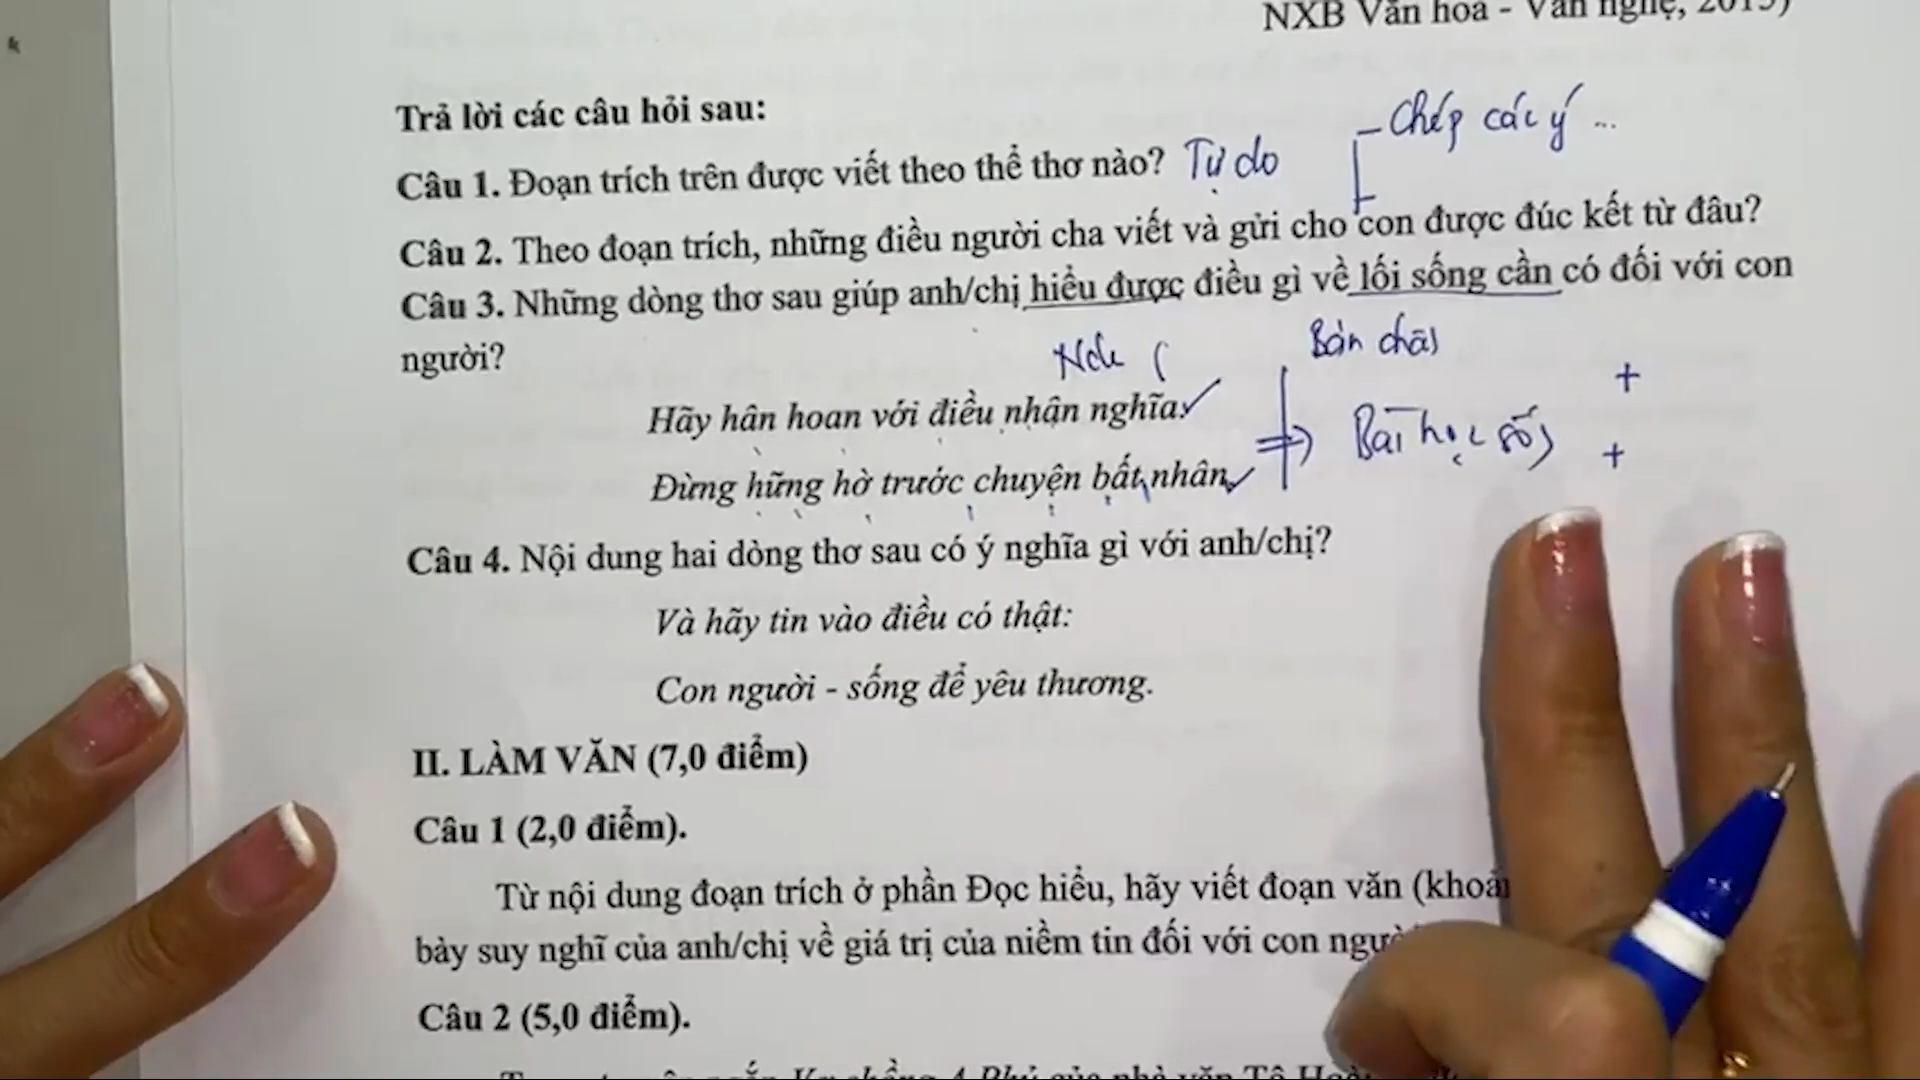 NXB Văn hoá - Văn nghệ, 2015)
Trả lời các câu hỏi sau:
- Chép các ý ...
Câu 1. Đoạn trích trên được viết theo thể thơ nào? Tự do
Câu 2. Theo đoạn trích, những điều người cha viết và gửi cho con được đúc kết từ đâu?
Câu 3. Những dòng thơ sau giúp anh/chị hiểu được điều gì về lối sống cần có đối với con
người?
Bản chất
+
Hãy hân hoan với điều nhận nghĩa.
⇒ Bài học sống
+
Đừng hững hờ trước chuyện bất nhân.
Câu 4. Nội dung hai dòng thơ sau có ý nghĩa gì với anh/chị?
Và hãy tin vào điều có thật:
Con người - sống để yêu thương.
II. LÀM VĂN (7,0 điểm)
Câu 1 (2,0 điểm).
Từ nội dung đoạn trích ở phần Đọc hiểu, hãy viết đoạn văn
bày suy nghĩ của anh/chị về giá trị của niềm tin đối với con
Câu 2 (5,0 điểm).
A Phủ của nhà văn Tô